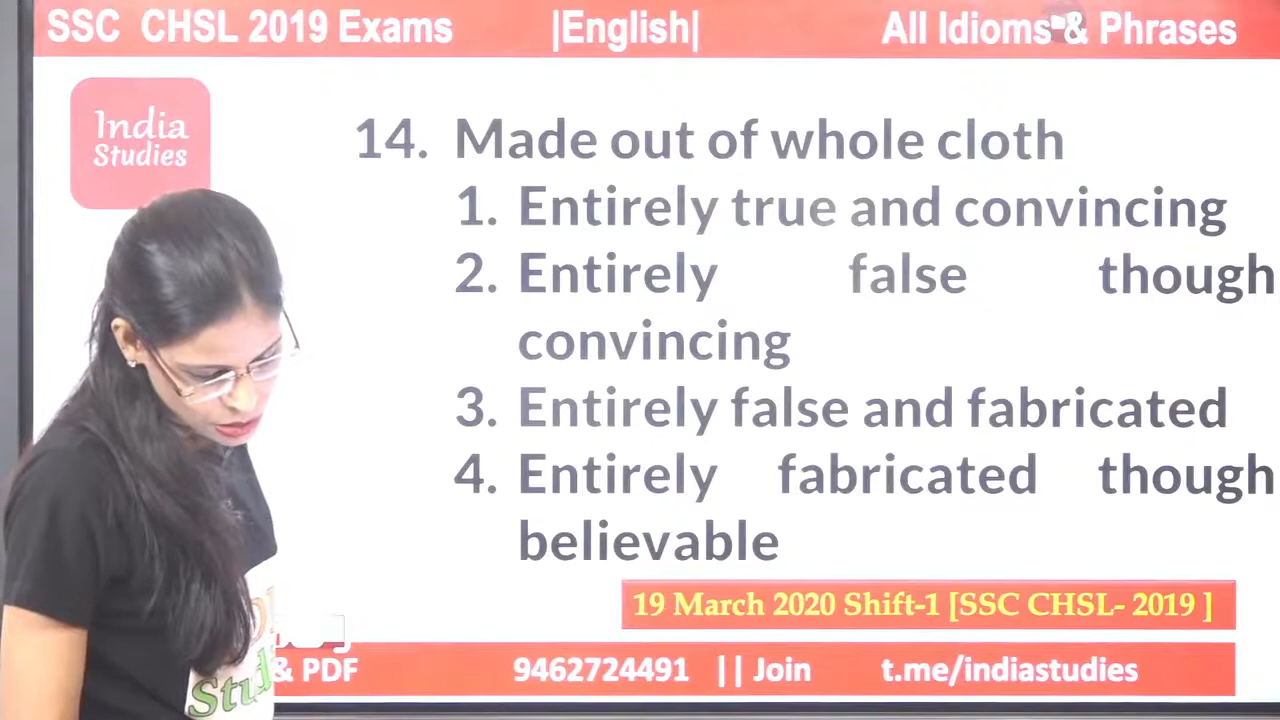 SSC CHSL 2019 Exams |English| All Idioms & Phrases
India
Studies
14. Made out of whole cloth
1. Entirely true and convincing
2. Entirely false though
convincing
3. Entirely false and fabricated
4. Entirely fabricated though
believable
19 March 2020 Shift-1 [SSC CHSL- 2019 ]
& PDF 9462724491 || Join t.me/indiastudies